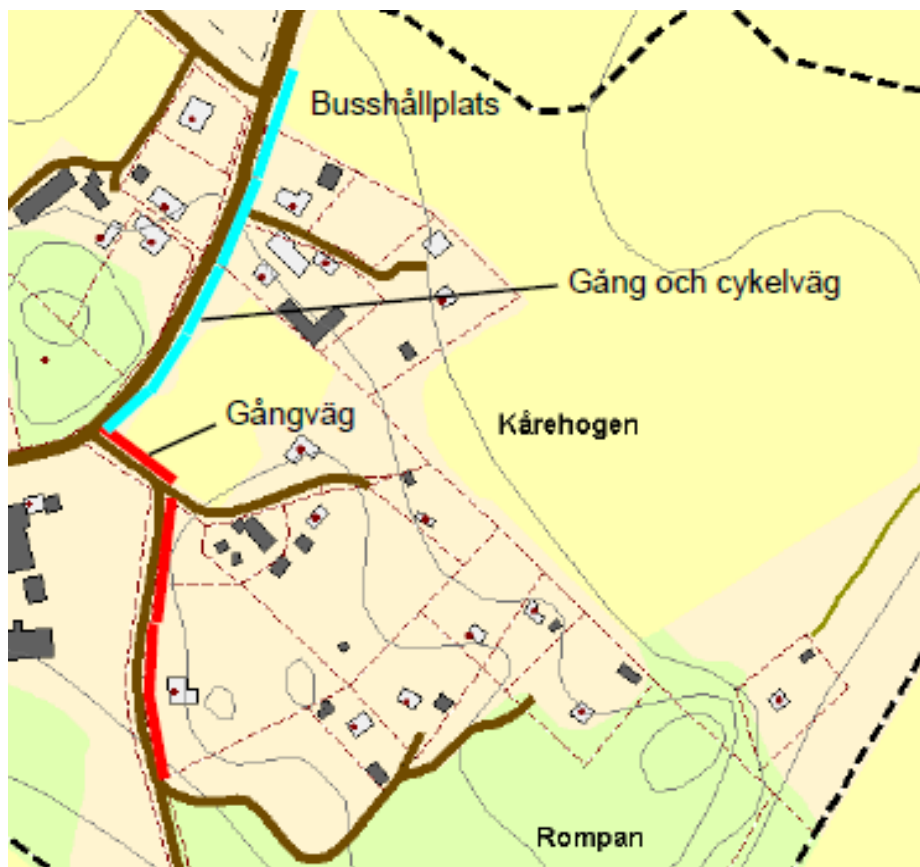 Busshållplats
Gång och cykelväg
Gångväg
Kårehogen
Rompan